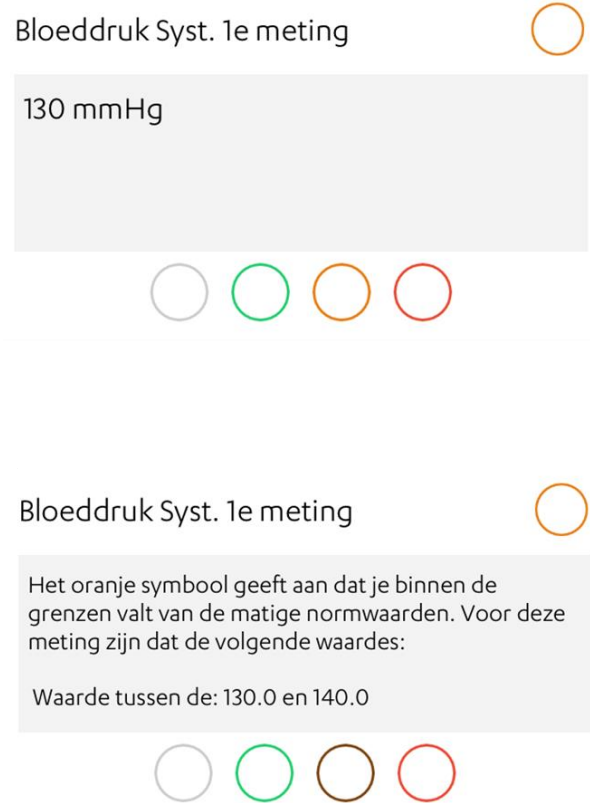 Bloeddruk Syst. 1e meting
130 mmHg
Bloeddruk Syst. 1e meting
Het oranje symbool geeft aan dat je binnen de
grenzen valt van de matige normwaarden. Voor deze
meting zijn dat de volgende waardes:
Waarde tussen de: 130.0 en 140.0